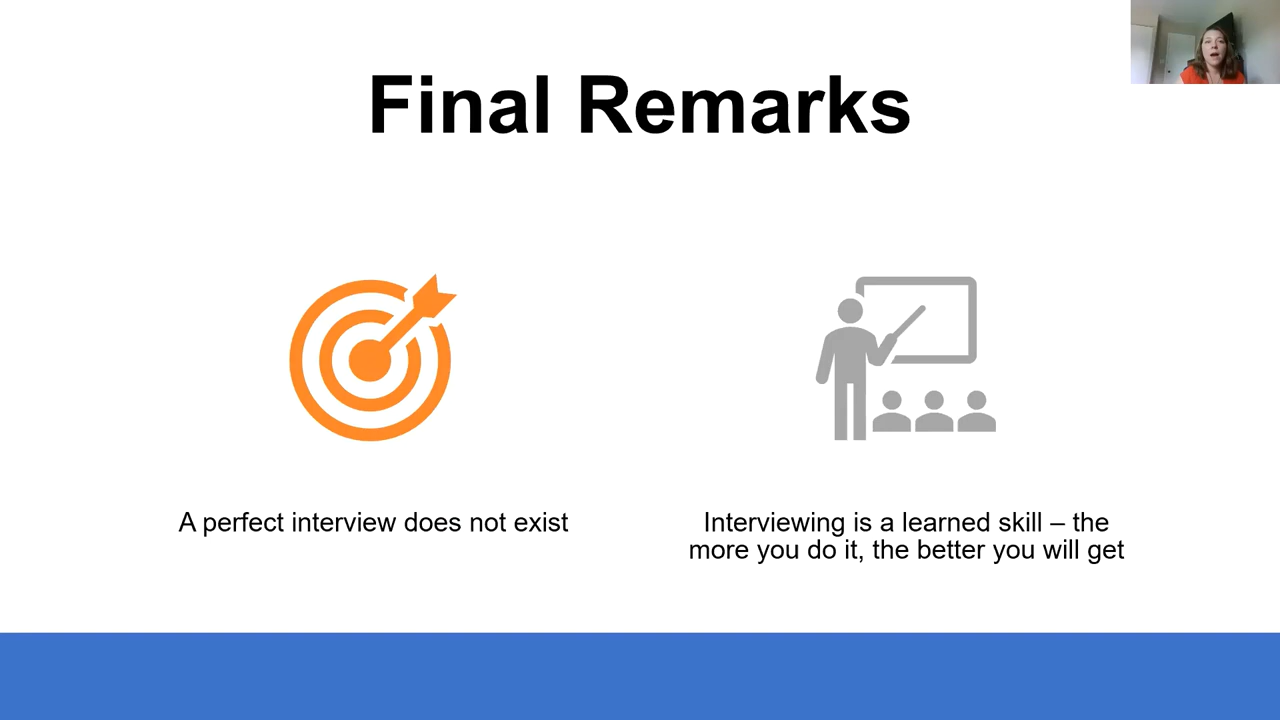 Final Remarks
A perfect interview does not exist
Interviewing is a learned skill – the
more you do it, the better you will get